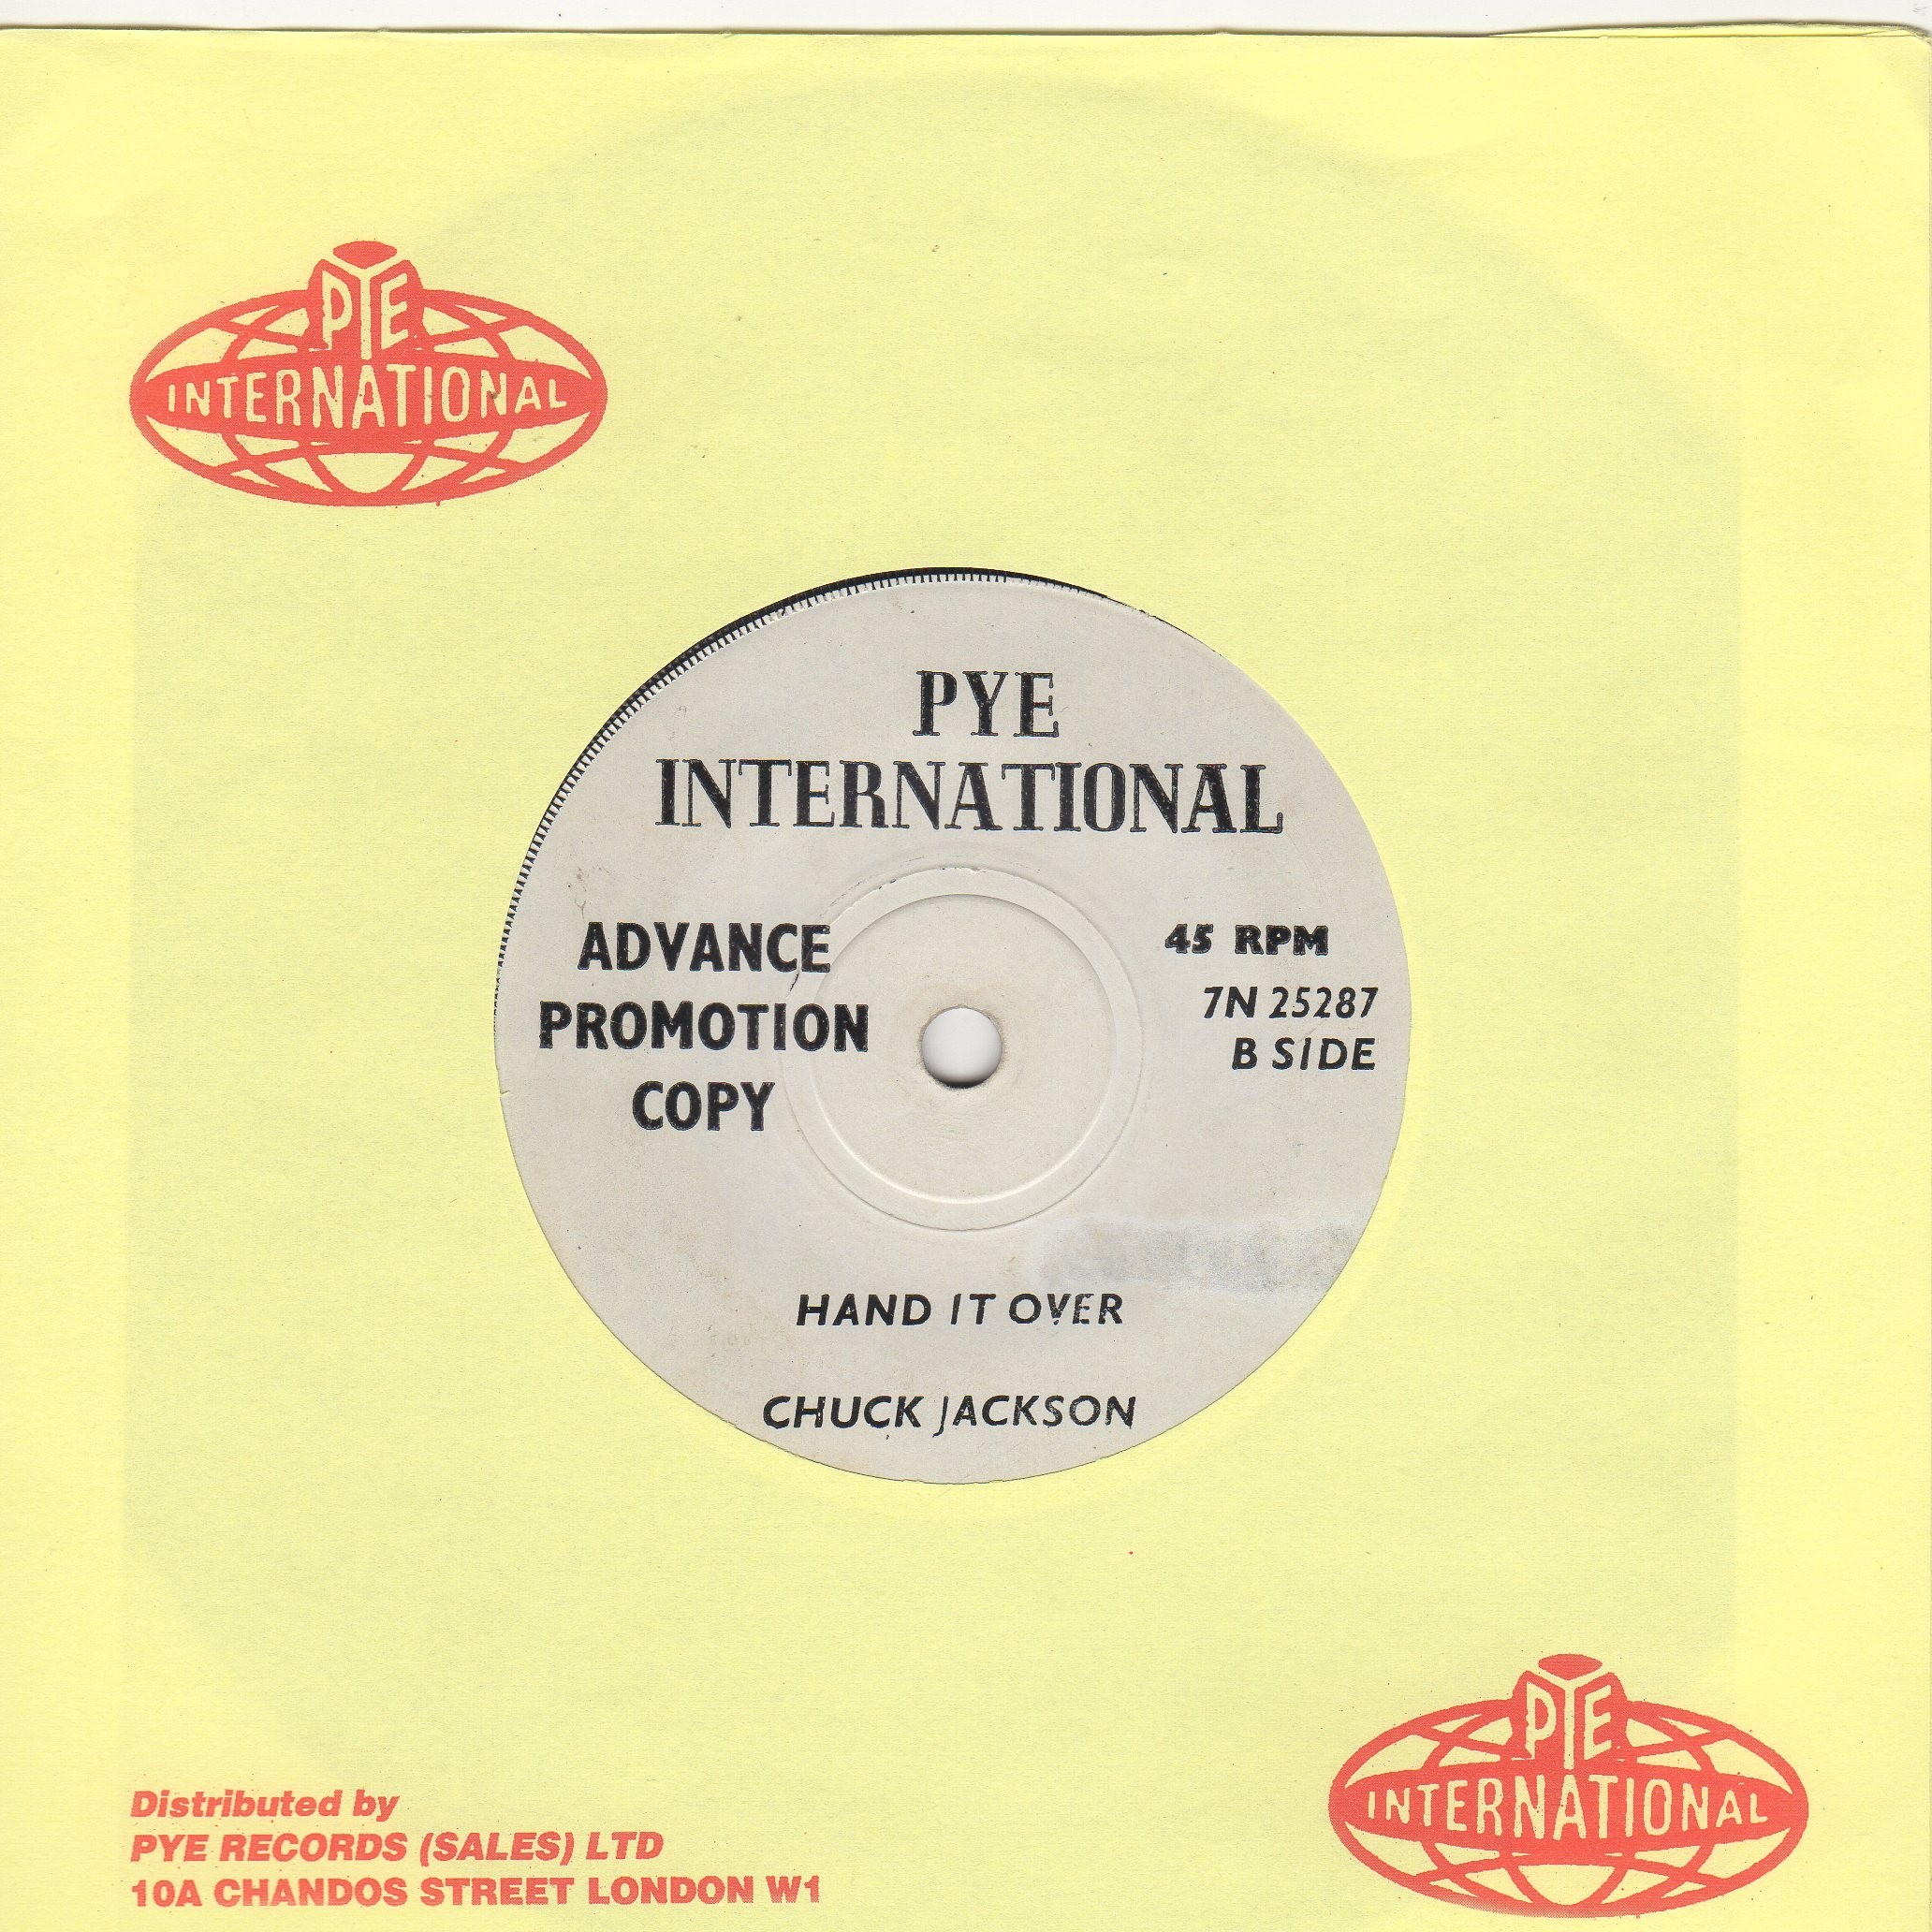 PYE
INTERNATIONAL
PYE
INTERNATIONAL
ADVANCE
PROMOTION
COPY
45 RPM
7N 25287
B SIDE
HAND IT OVER
CHUCK JACKSON
Distributed by
PYE RECORDS (SALES) LTD
10A CHANDOS STREET LONDON W1
PYE
INTERNATIONAL